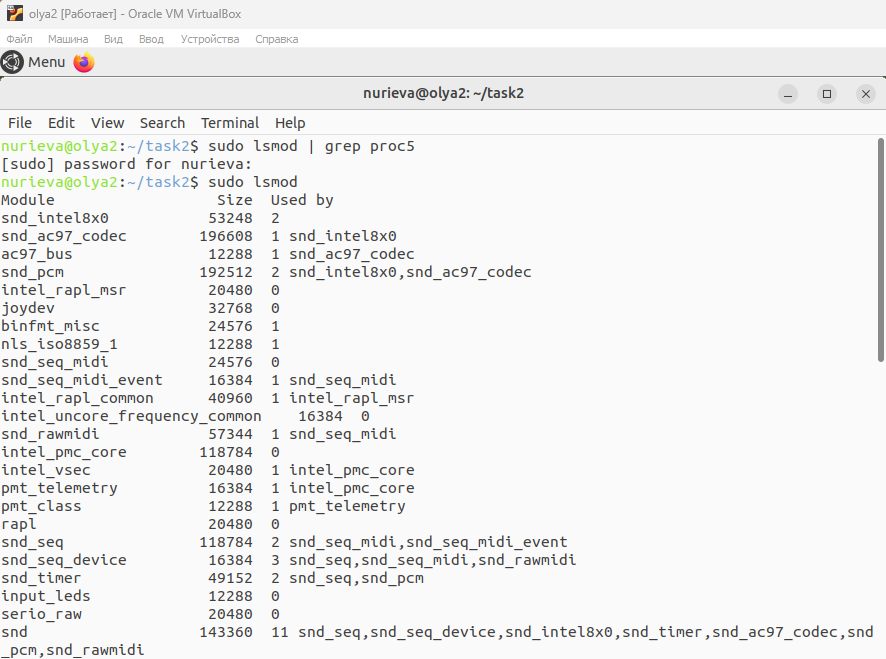 olya2 [Работает] - Oracle VM VirtualBox
Файл Машина Вид Ввод Устройства Справка
Menu
nurieva@olya2: ~/task2
File Edit View Search Terminal Help
nurieva@olya2:~/task2$ sudo lsmod | grep proc5
[sudo] password for nurieva:
nurieva@olya2:~/task2$ sudo lsmod
Module                  Size  Used by
snd_intel8x0           53248  2
snd_ac97_codec        196608  1 snd_intel8x0
ac97_bus               12288  1 snd_ac97_codec
snd_pcm               192512  2 snd_intel8x0,snd_ac97_codec
intel_rapl_msr         20480  0
joydev                 32768  0
binfmt_misc            24576  1
nls_iso8859_1          12288  1
snd_seq_midi           24576  0
snd_seq_midi_event     16384  1 snd_seq_midi
intel_rapl_common      40960  1 intel_rapl_msr
intel_uncore_frequency_common    16384  0
snd_rawmidi            57344  1 snd_seq_midi
intel_pmc_core        118784  0
intel_vsec             20480  1 intel_pmc_core
pmt_telemetry          16384  1 intel_pmc_core
pmt_class              12288  1 pmt_telemetry
rapl                   20480  0
snd_seq               118784  2 snd_seq_midi,snd_seq_midi_event
snd_seq_device         16384  3 snd_seq,snd_seq_midi,snd_rawmidi
snd_timer              49152  2 snd_seq,snd_pcm
input_leds             12288  0
serio_raw              20480  0
snd                   143360  11 snd_seq,snd_seq_device,snd_intel8x0,snd_timer,snd_ac97_codec,snd
_pcm,snd_rawmidi